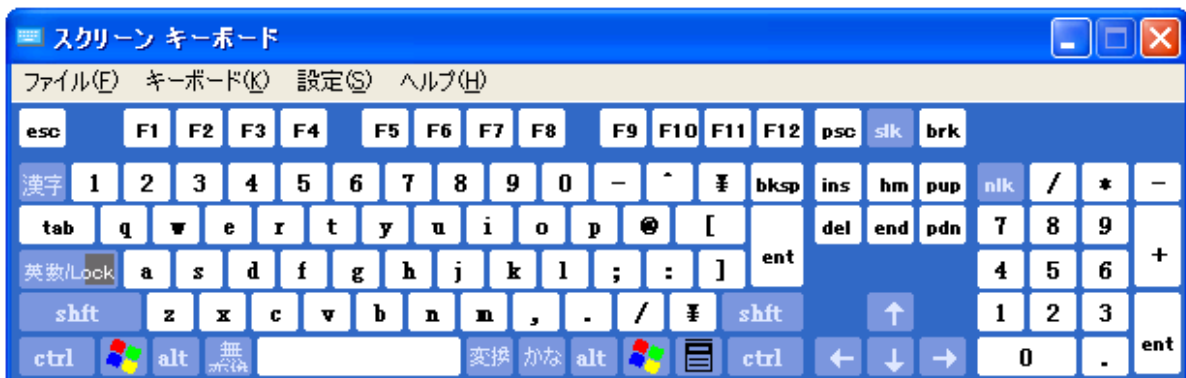 スクリーン キーボード
ファイル(F) キーボード(K) 設定(S) ヘルプ(H)
esc F1 F2 F3 F4 F5 F6 F7 F8 F9 F10 F11 F12 psc slk brk
漢字 1 2 3 4 5 6 7 8 9 0 - ^ ¥ bksp ins hm pup nlk / * -
tab q w e r t y u i o p @ [ ent del end pdn 7 8 9 +
英数/Lock a s d f g h j k l ; : ] 4 5 6
shft z x c v b n m , . / ¥ shft ↑ 1 2 3 ent
ctrl alt 変換 かな alt ctrl ← ↓ → 0 .